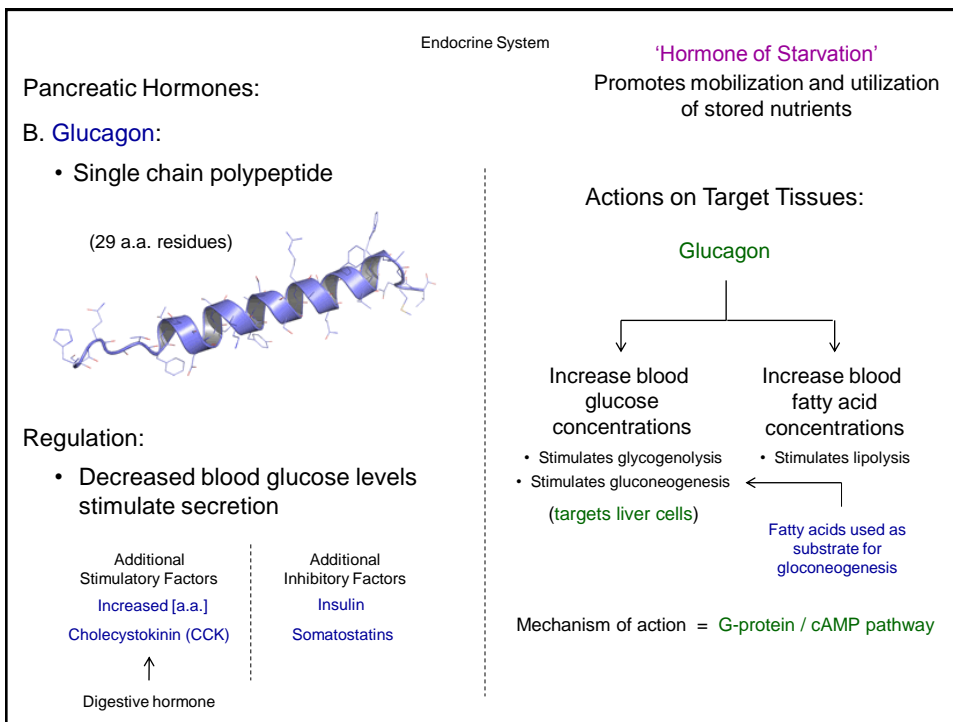 Endocrine System
Pancreatic Hormones:
B. Glucagon:
• Single chain polypeptide
(29 a.a. residues)
Regulation:
• Decreased blood glucose levels
stimulate secretion
Additional
Stimulatory Factors
Increased [a.a.]
Cholecystokinin (CCK)
Digestive hormone
Additional
Inhibitory Factors
Insulin
Somatostatins
‘Hormone of Starvation’
Promotes mobilization and utilization
of stored nutrients
Actions on Target Tissues:
Glucagon
Increase blood
glucose
concentrations
• Stimulates glycogenolysis
• Stimulates gluconeogenesis
(targets liver cells)
Increase blood
fatty acid
concentrations
• Stimulates lipolysis
Fatty acids used as
substrate for
gloconeogenesis
Mechanism of action = G-protein / cAMP pathway